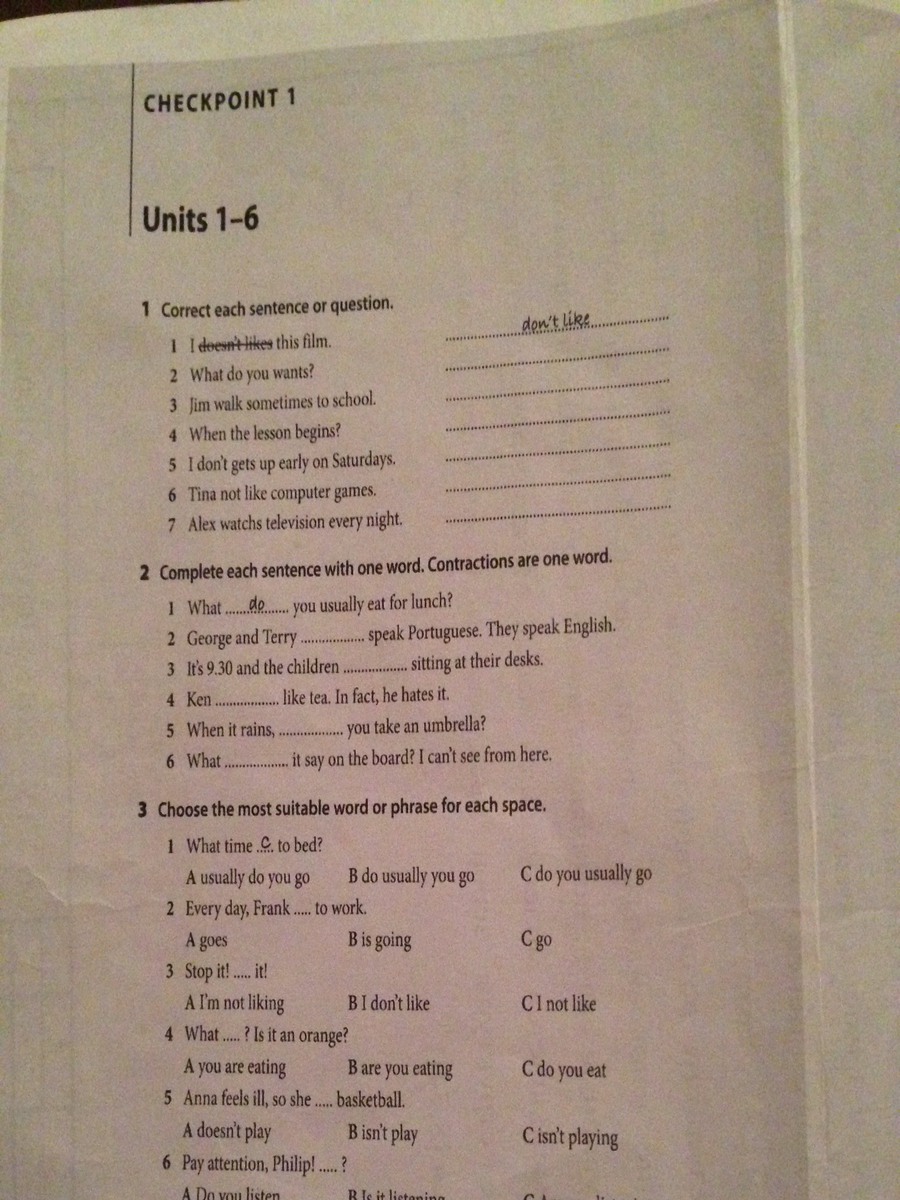 CHECKPOINT 1
Units 1–6
1 Correct each sentence or question.
1 I doesn't likes this film. don't like
2 What do you wants?
3 Jim walk sometimes to school.
4 When the lesson begins?
5 I don't gets up early on Saturdays.
6 Tina not like computer games.
7 Alex watchs television every night.
2 Complete each sentence with one word. Contractions are one word.
1 What .......do....... you usually eat for lunch?
2 George and Terry ................. speak Portuguese. They speak English.
3 It's 9.30 and the children ................. sitting at their desks.
4 Ken ................. like tea. In fact, he hates it.
5 When it rains, ................. you take an umbrella?
6 What ................. it say on the board? I can't see from here.
3 Choose the most suitable word or phrase for each space.
1 What time .c. to bed?
A usually do you go B do usually you go C do you usually go
2 Every day, Frank ..... to work.
A goes B is going C go
3 Stop it! ..... it!
A I'm not liking B I don't like C I not like
4 What ..... ? Is it an orange?
A you are eating B are you eating C do you eat
5 Anna feels ill, so she ..... basketball.
A doesn't play B isn't play C isn't playing
6 Pay attention, Philip! ..... ?
A Do you listen B Is it listening C